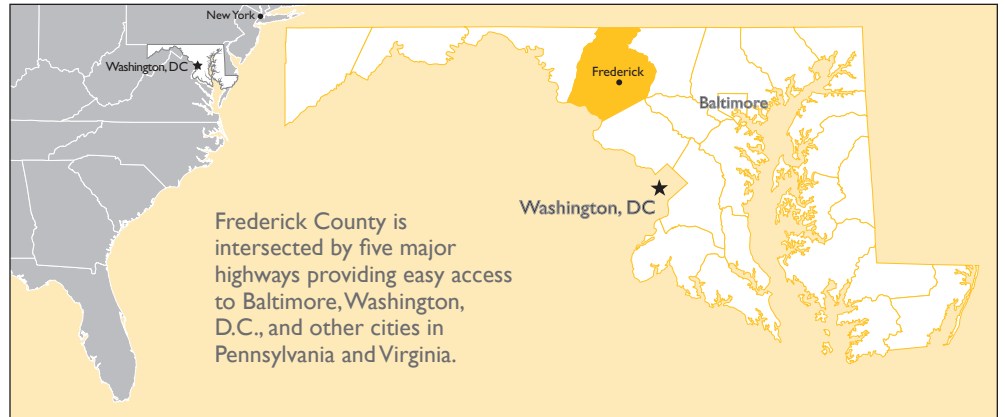 New York
Washington, DC
Frederick
Baltimore
Washington, DC
Frederick County is
intersected by five major
highways providing easy access
to Baltimore, Washington,
D.C., and other cities in
Pennsylvania and Virginia.